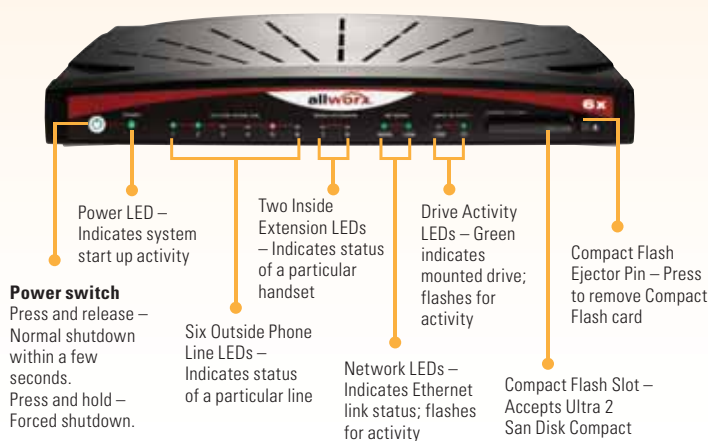 allworx
6x
Power LED –
Indicates system
start up activity
Power switch
Press and release –
Normal shutdown
within a few
seconds.
Press and hold –
Forced shutdown.
Six Outside Phone
Line LEDs –
Indicates status
of a particular line
Two Inside
Extension LEDs
– Indicates status
of a particular
handset
Network LEDs –
Indicates Ethernet
link status; flashes
for activity
Drive Activity
LEDs – Green
indicates
mounted drive;
flashes for
activity
Compact Flash Slot –
Accepts Ultra 2
San Disk Compact
Compact Flash
Ejector Pin – Press
to remove Compact
Flash card